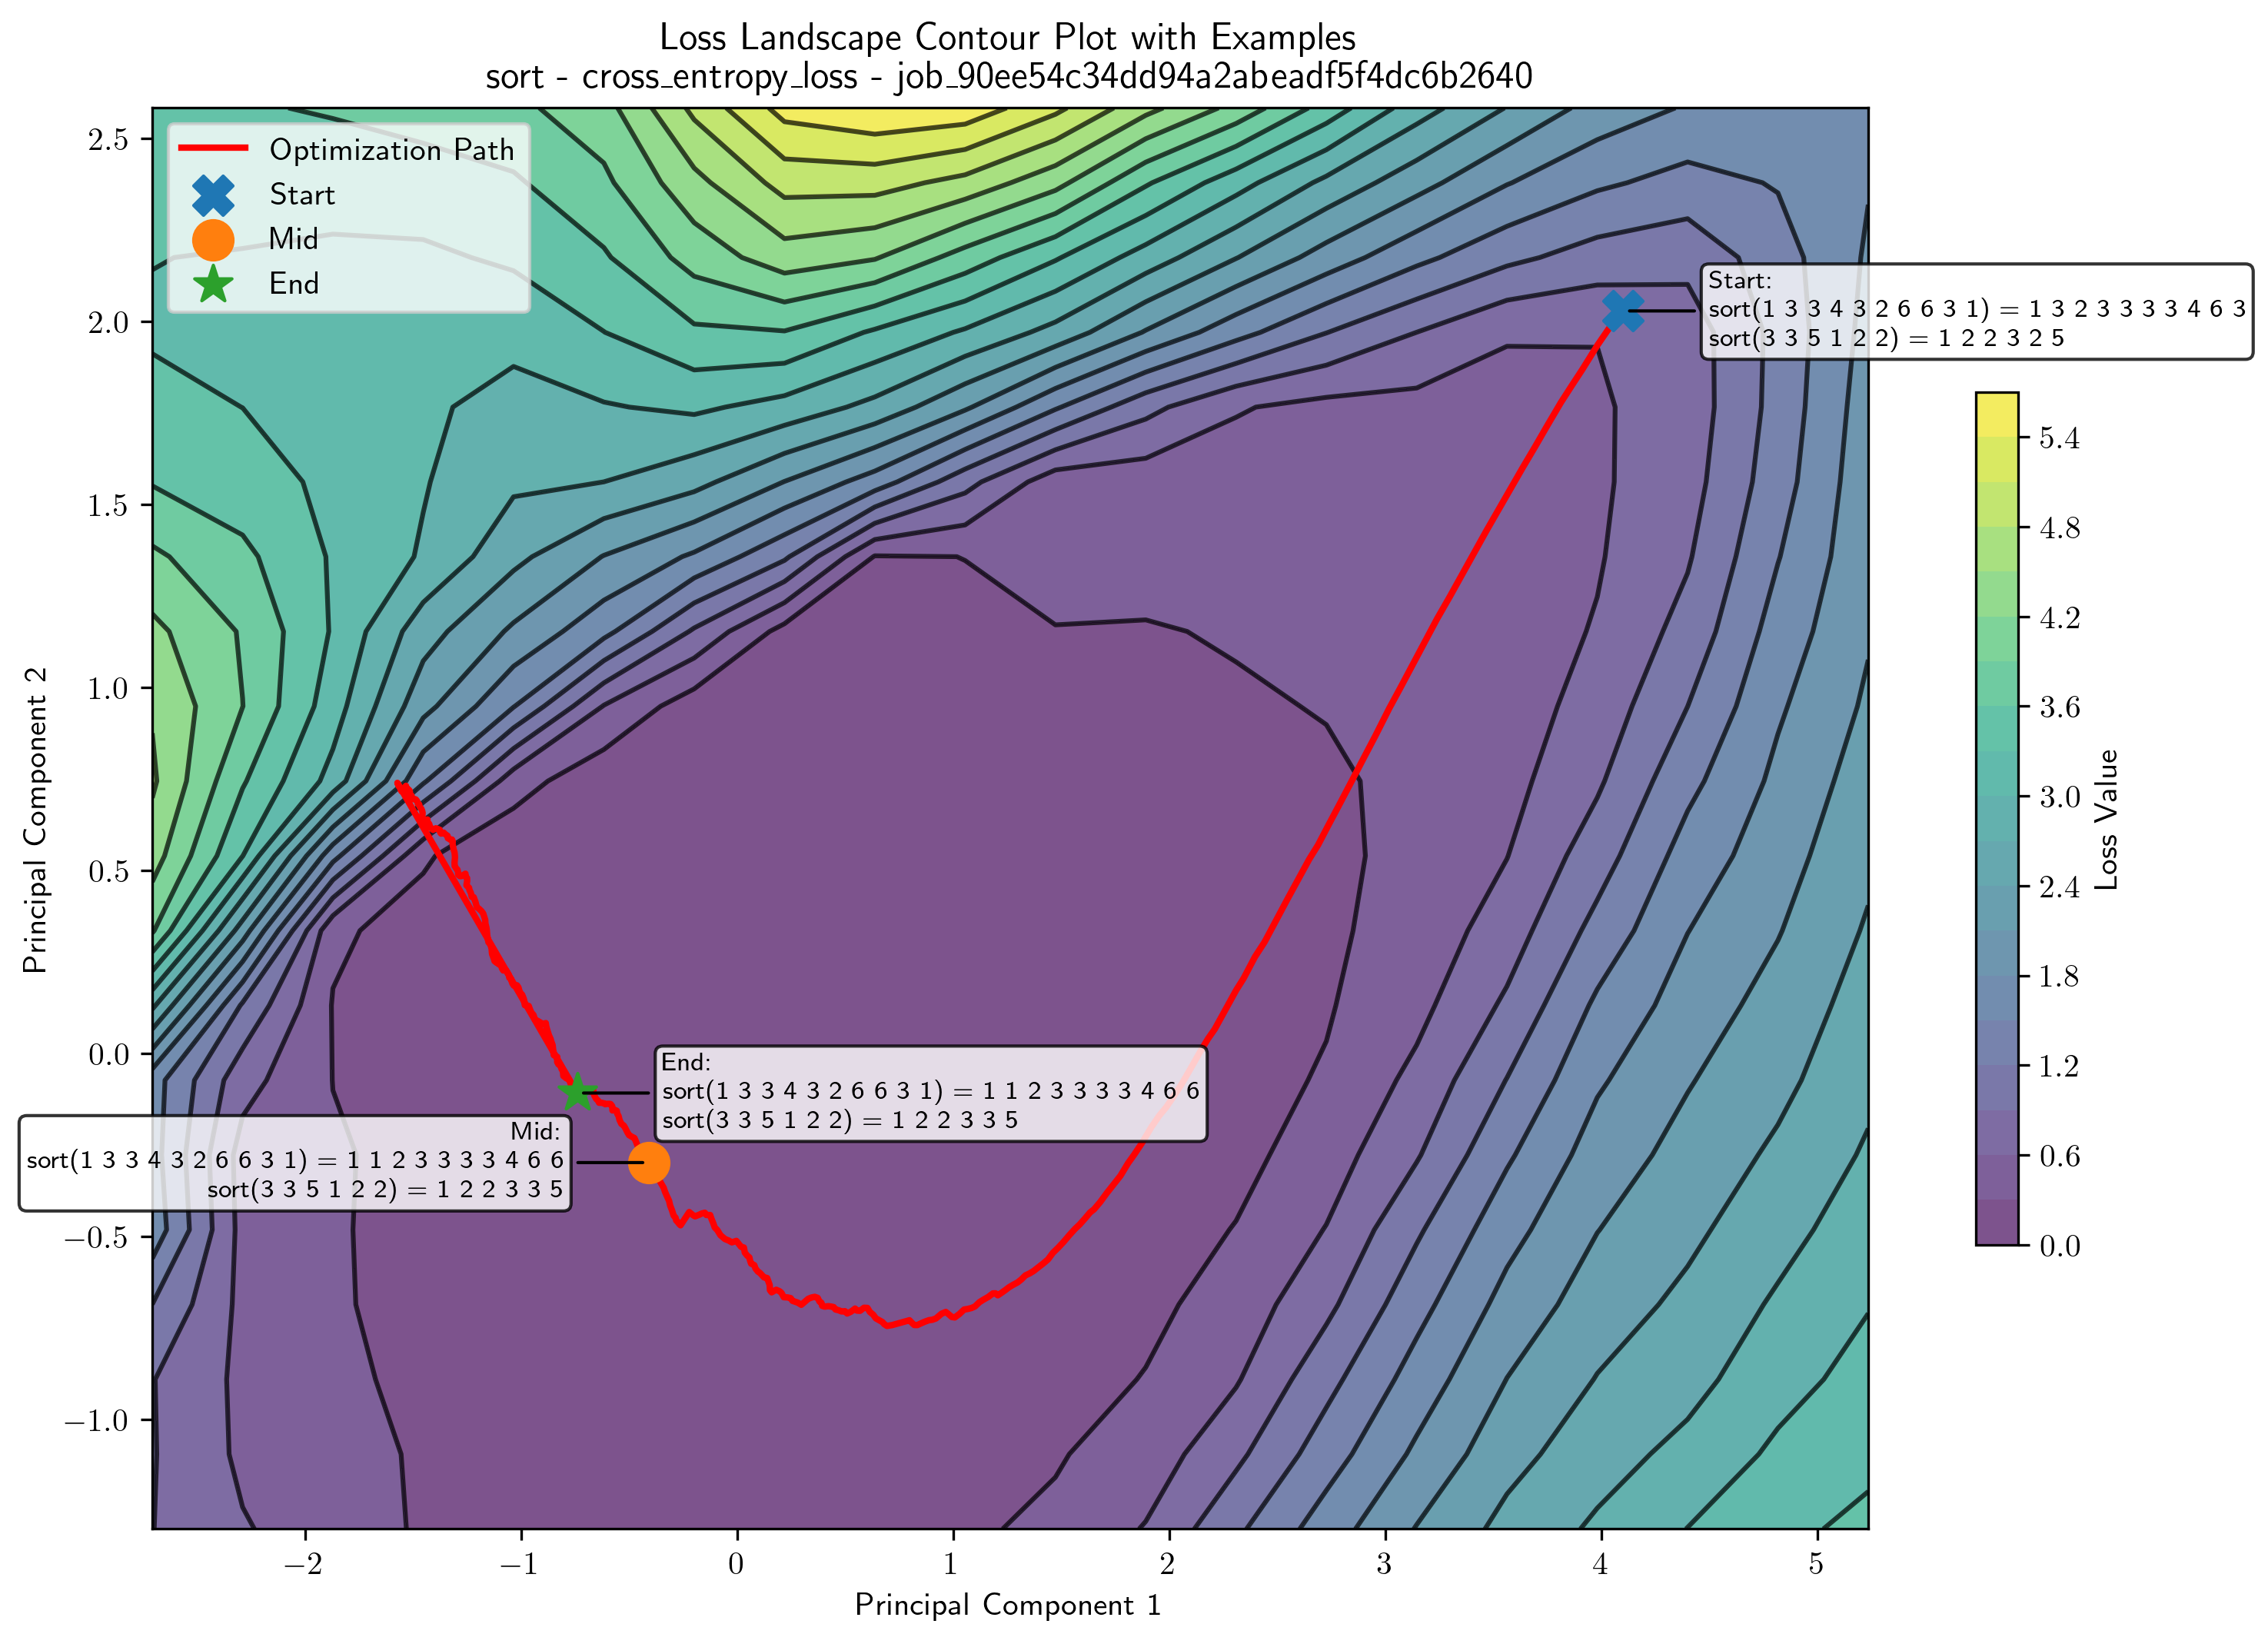 Loss Landscape Contour Plot with Examples
sort - cross_entropy_loss - job_90ee54c34dd94a2abeadf5f4dc6b2640
Optimization Path
Start
Mid
End
Start:
sort(1 3 3 4 3 2 6 6 3 1) = 1 3 2 3 3 3 3 4 6 3
sort(3 3 5 1 2 2) = 1 2 2 3 2 5
End:
sort(1 3 3 4 3 2 6 6 3 1) = 1 1 2 3 3 3 3 4 6 6
sort(3 3 5 1 2 2) = 1 2 2 3 3 5
Mid:
sort(1 3 3 4 3 2 6 6 3 1) = 1 1 2 3 3 3 3 4 6 6
sort(3 3 5 1 2 2) = 1 2 2 3 3 5
2.5
2.0
1.5
1.0
0.5
0.0
−0.5
−1.0
Principal Component 2
−2
−1
0
1
2
3
4
5
Principal Component 1
5.4
4.8
4.2
3.6
3.0
2.4
1.8
1.2
0.6
0.0
Loss Value